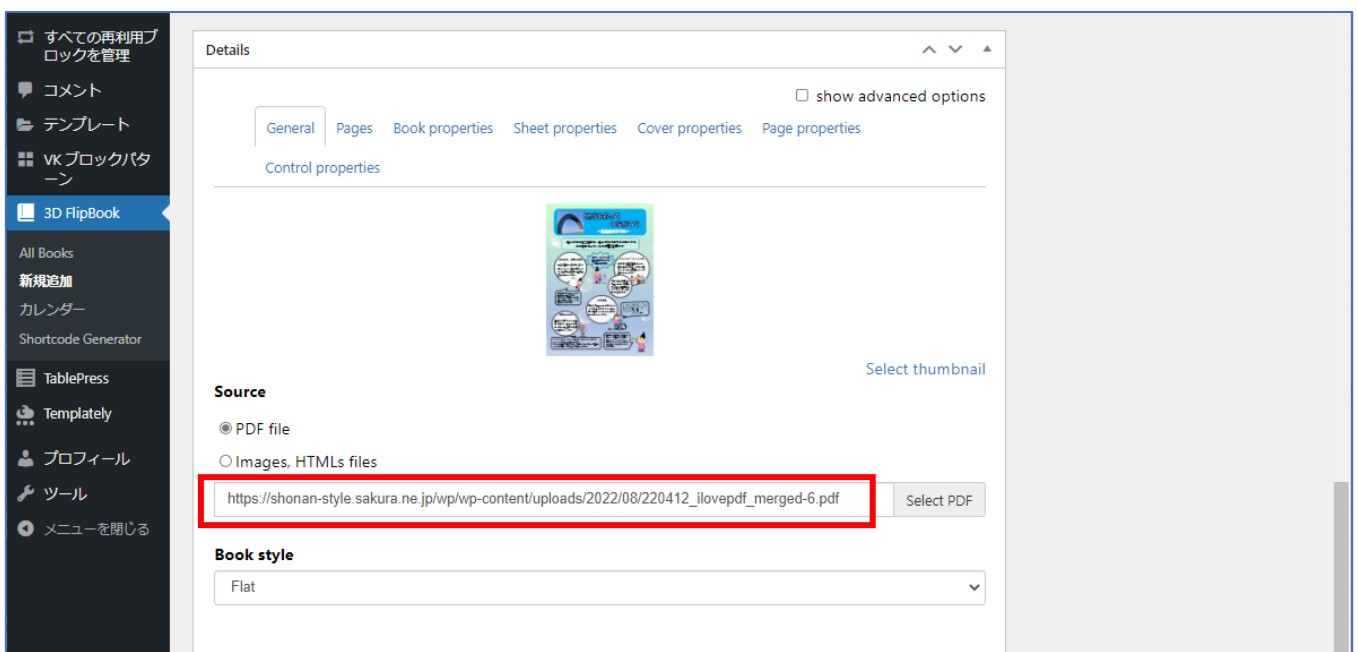 すべての再利用ブ
ロックを管理
コメント
テンプレート
VK ブロックパタ
ーン
3D FlipBook
All Books
新規追加
カレンダー
Shortcode Generator
TablePress
Templately
プロフィール
ツール
メニューを閉じる
Details
show advanced options
General Pages Book properties Sheet properties Cover properties Page properties
Control properties
Select thumbnail
Source
PDF file
Images, HTMLs files
https://shonan-style.sakura.ne.jp/wp/wp-content/uploads/2022/08/220412_ilovepdf_merged-6.pdf Select PDF
Book style
Flat